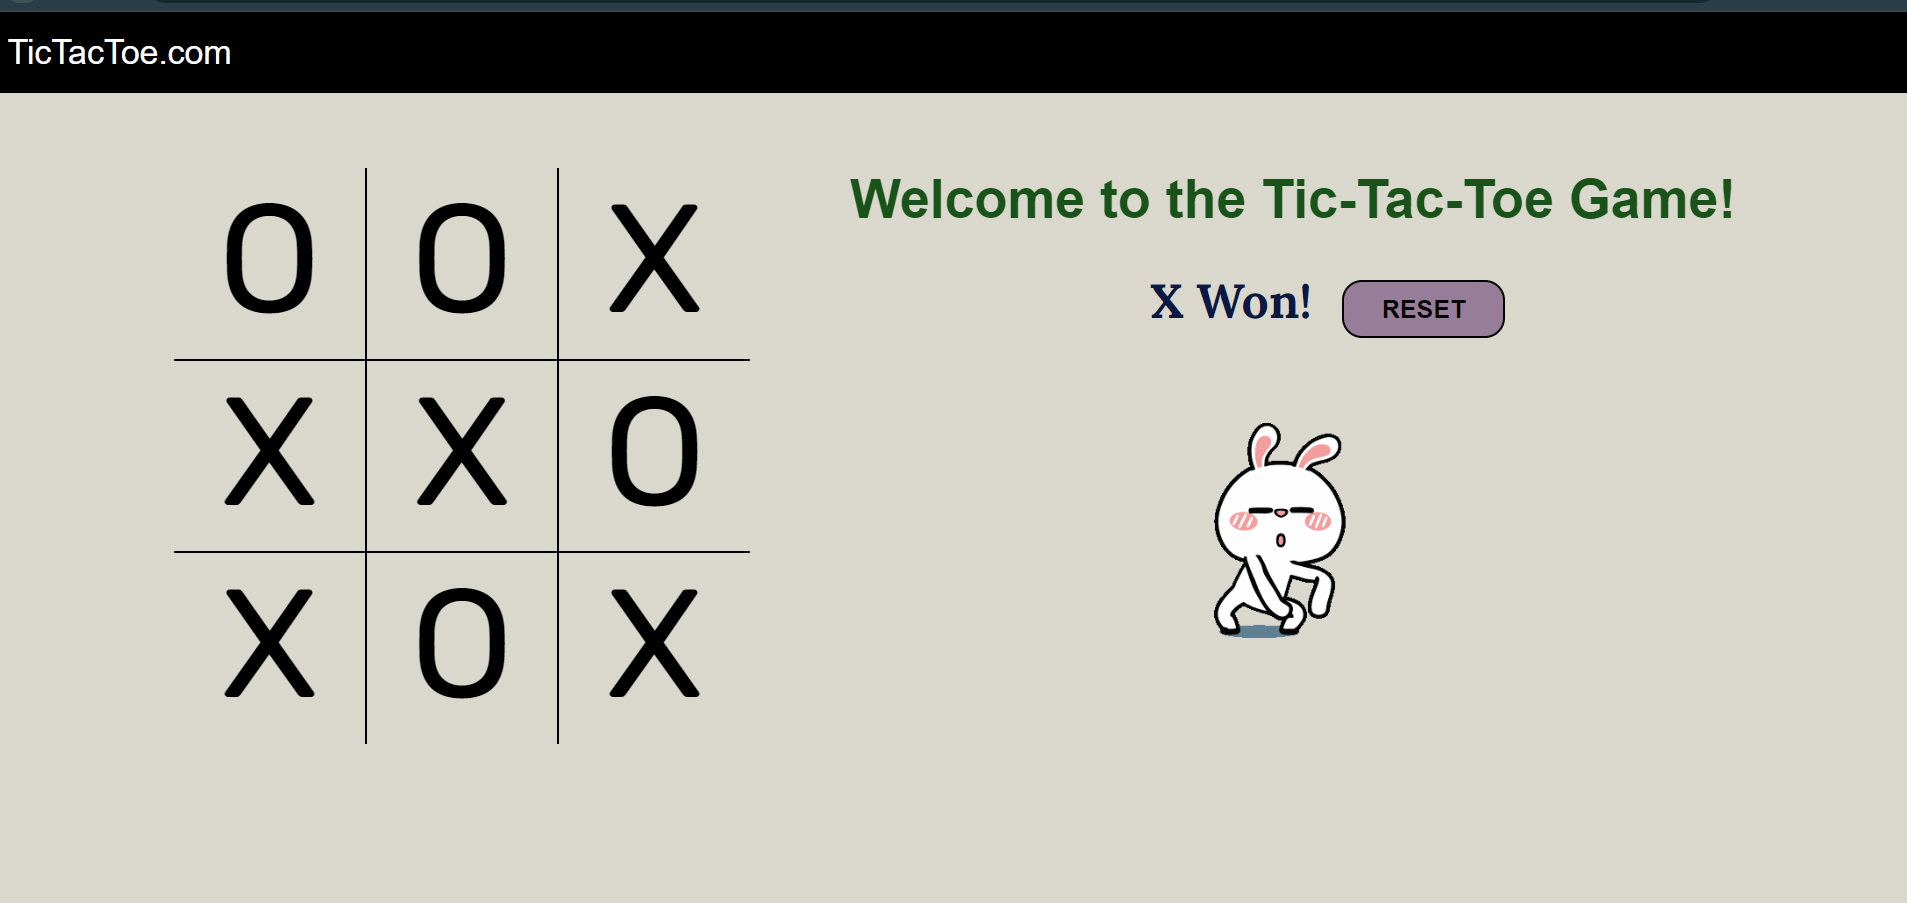 TicTacToe.com
O O X
X X O
X O X
Welcome to the Tic-Tac-Toe Game!
X Won! RESET